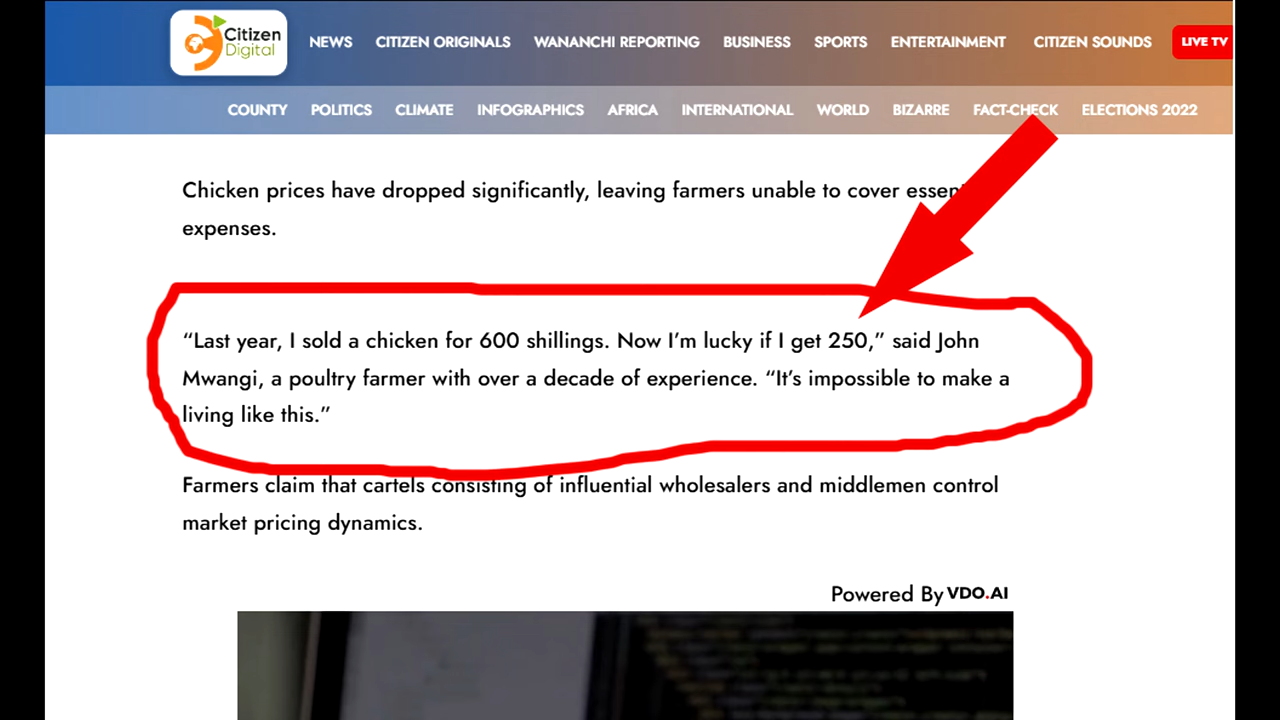 Citizen
Digital
NEWS CITIZEN ORIGINALS WANANCHI REPORTING BUSINESS SPORTS ENTERTAINMENT CITIZEN SOUNDS LIVE TV
COUNTY POLITICS CLIMATE INFOGRAPHICS AFRICA INTERNATIONAL WORLD BIZARRE FACT-CHECK ELECTIONS 2022
Chicken prices have dropped significantly, leaving farmers unable to cover
expenses.
“Last year, I sold a chicken for 600 shillings. Now I’m lucky if I get 250,” said John
Mwangi, a poultry farmer with over a decade of experience. “It’s impossible to make a
living like this.”
Farmers claim that cartels consisting of influential wholesalers and middlemen control
market pricing dynamics.
Powered By VDO.AI